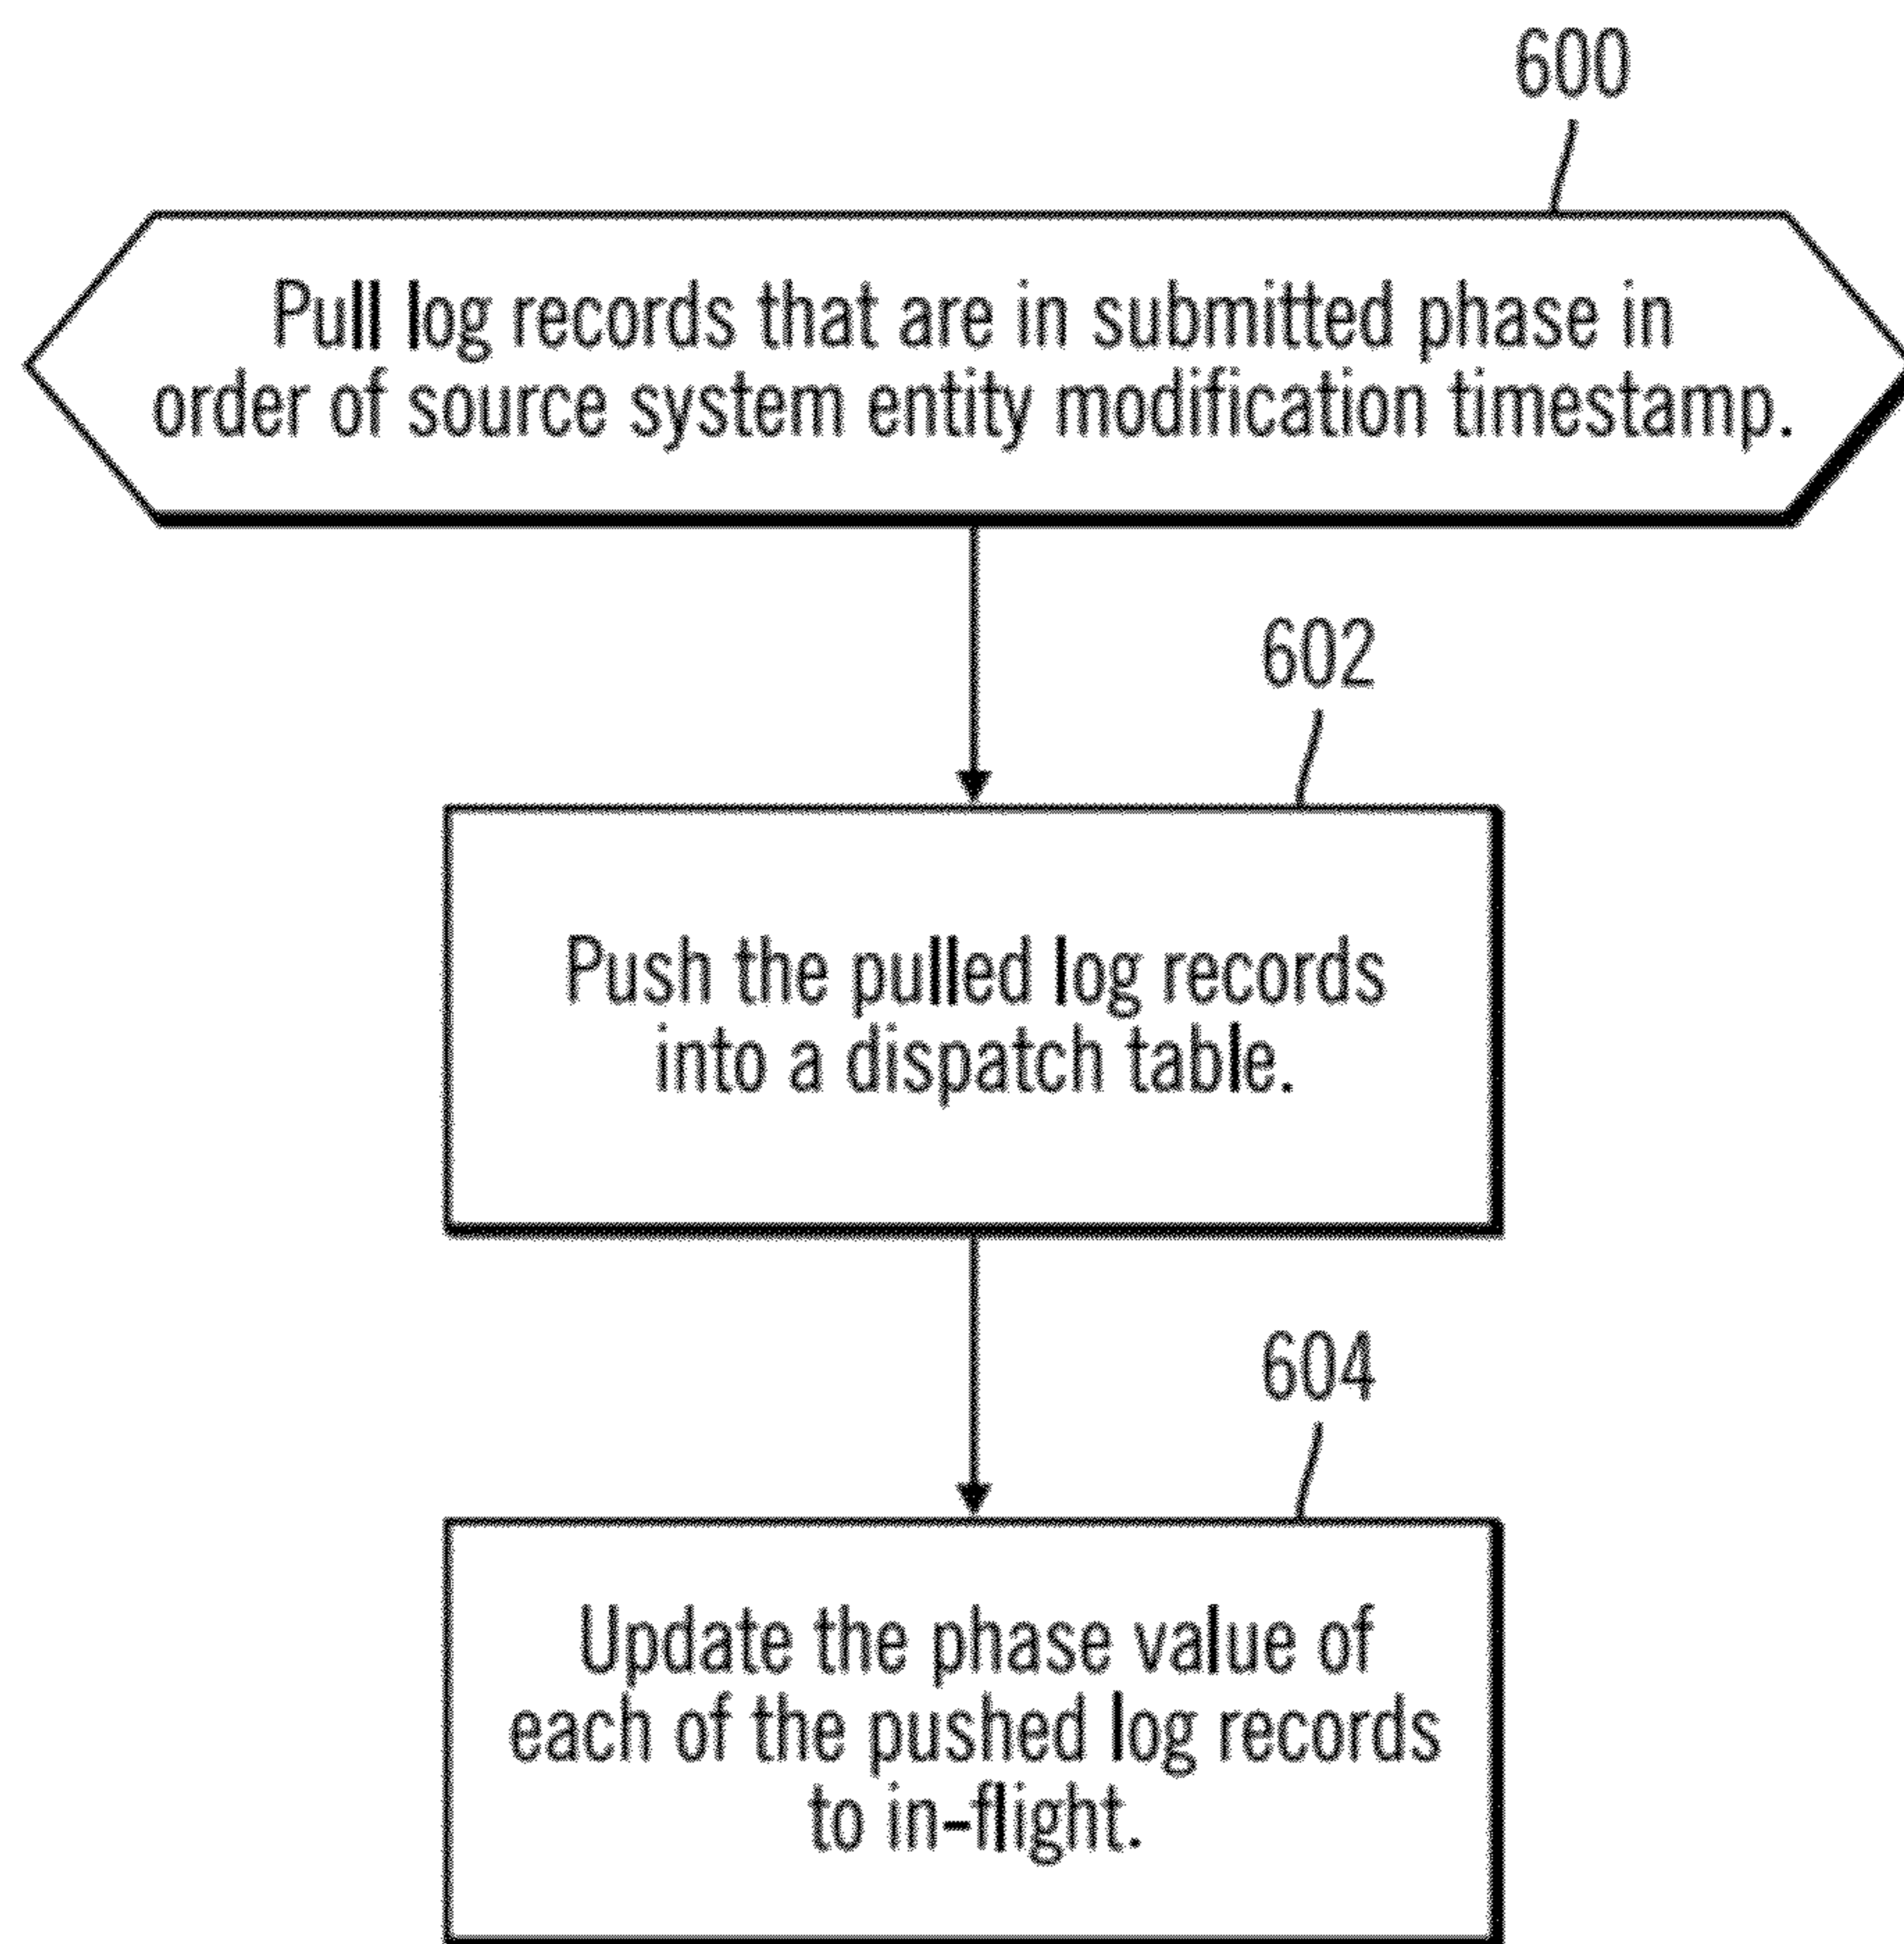 600
Pull log records that are in submitted phase in
order of source system entity modification timestamp.
602
Push the pulled log records
into a dispatch table.
604
Update the phase value of
each of the pushed log records
to in-flight.